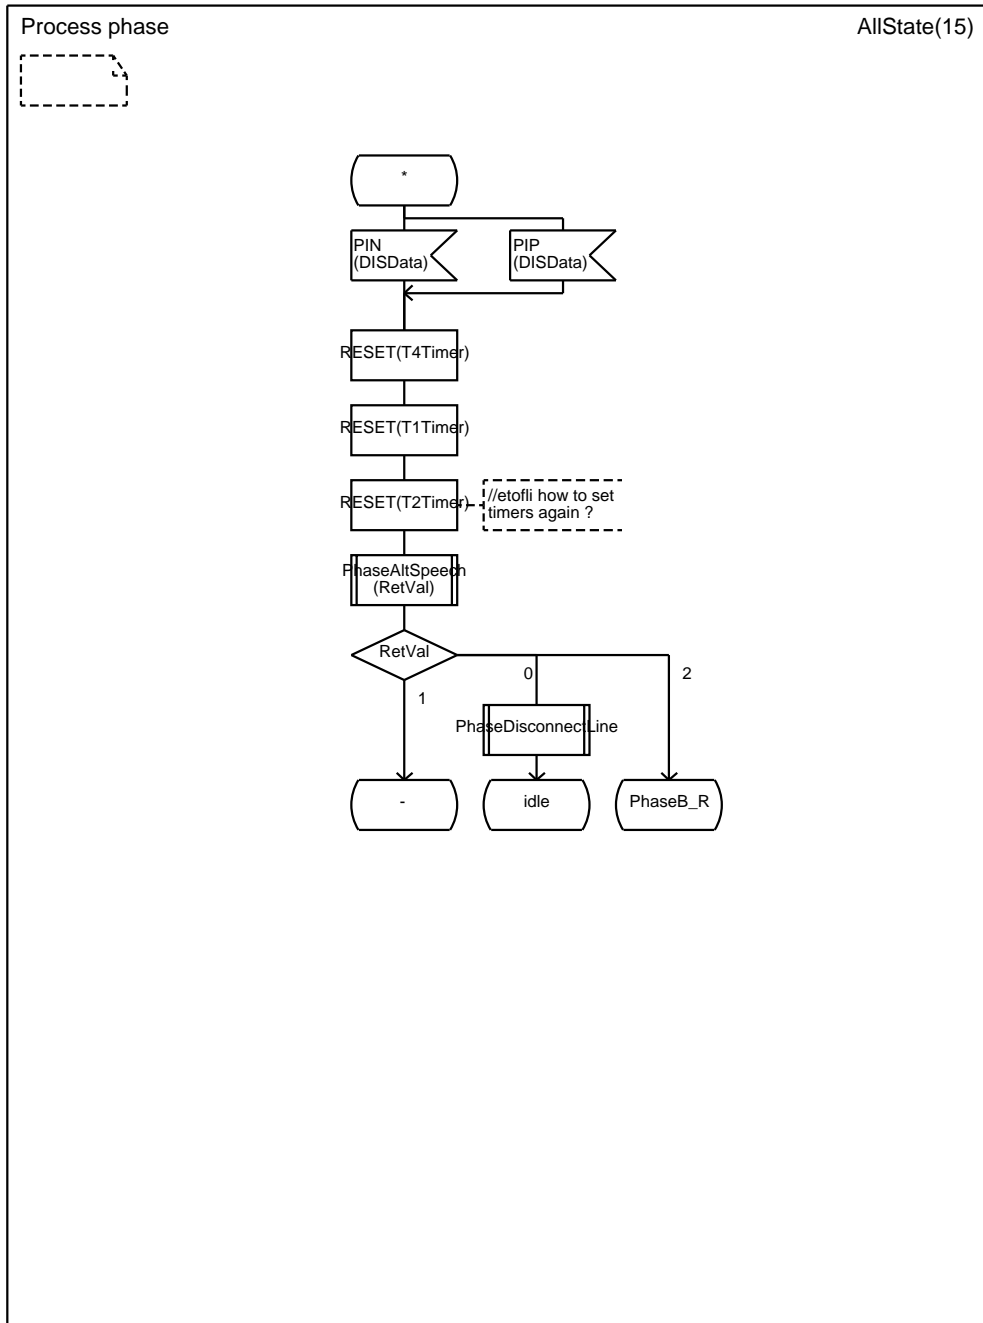 Process phase
AllState(15)
*
PIN
(DISData)
PIP
(DISData)
RESET(T4Timer)
RESET(T1Timer)
RESET(T2Timer)
//etofli how to set
timers again ?
PhaseAltSpeech
(RetVal)
RetVal
1
0
2
PhaseDisconnectLine
-
idle
PhaseB_R